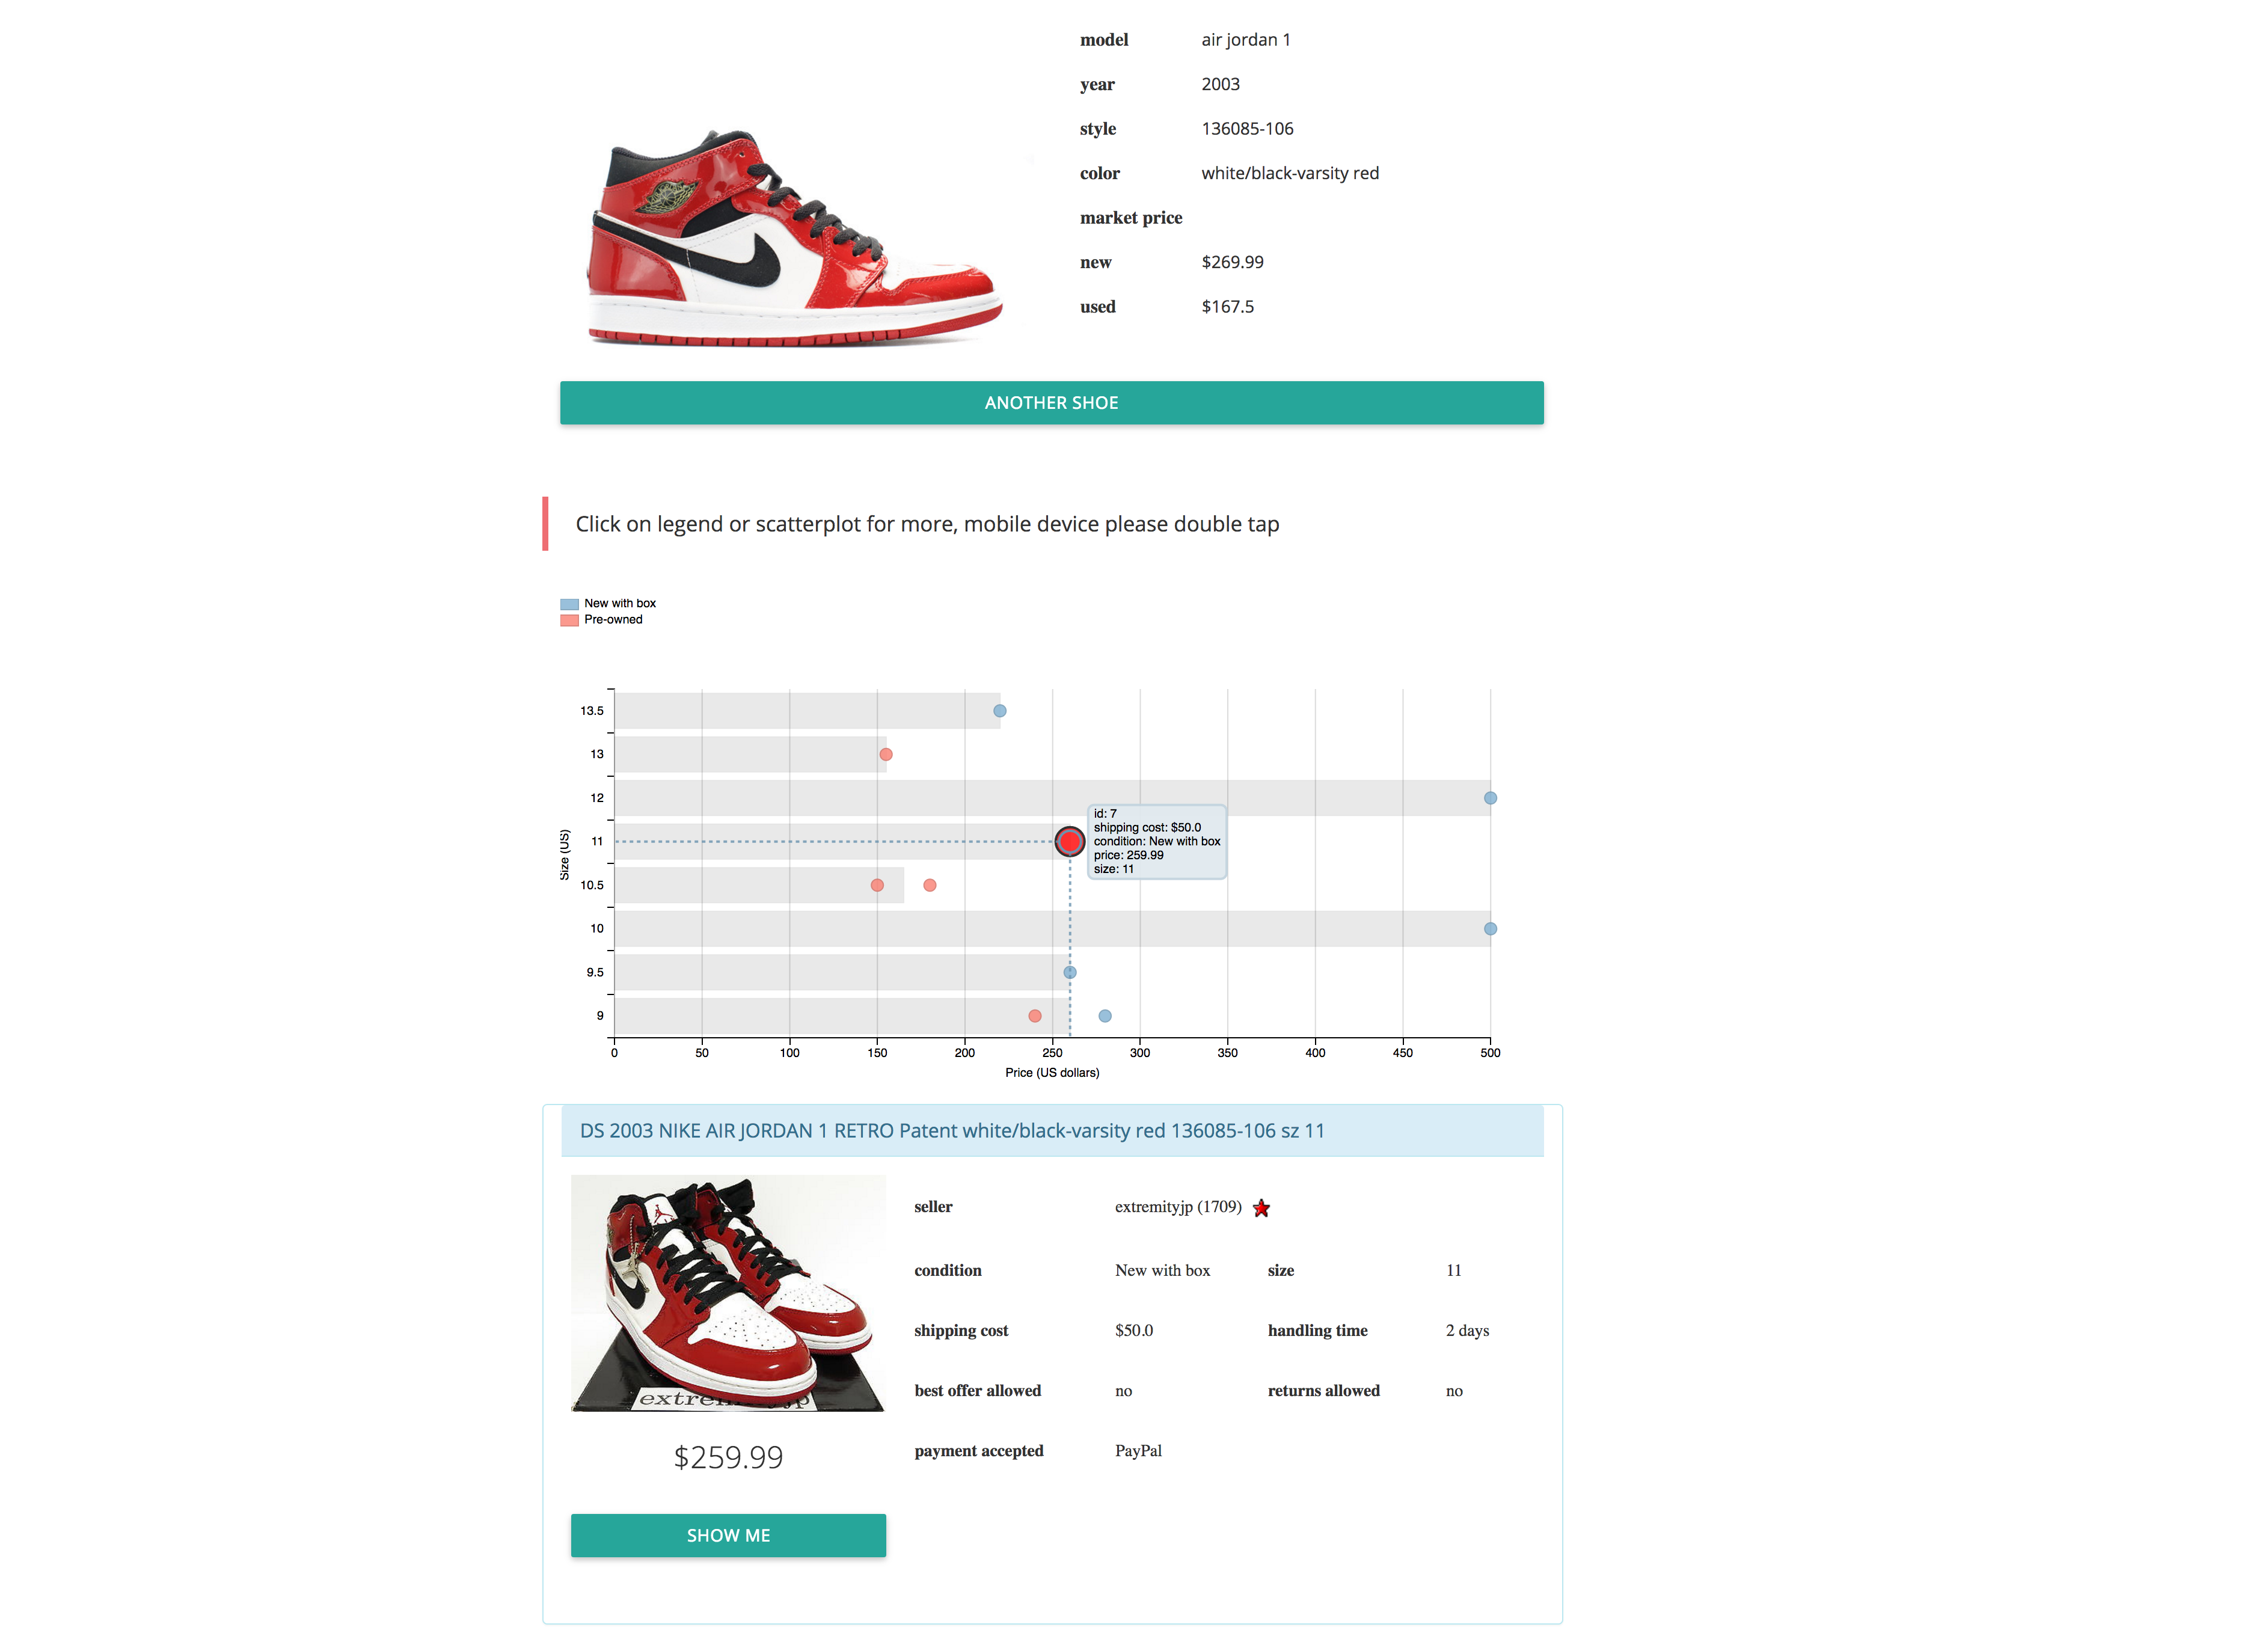 model air jordan 1
year 2003
style 136085-106
color white/black-varsity red
market price
new $269.99
used $167.5
ANOTHER SHOE
Click on legend or scatterplot for more, mobile device please double tap
New with box
Pre-owned
13.5
13
12
11
10.5
10
9.5
9
Size (US)
id: 7
shipping cost: $50.0
condition: New with box
price: 259.99
size: 11
0 50 100 150 200 250 300 350 400 450 500
Price (US dollars)
DS 2003 NIKE AIR JORDAN 1 RETRO Patent white/black-varsity red 136085-106 sz 11
seller extremityjp (1709)
condition New with box size 11
shipping cost $50.0 handling time 2 days
best offer allowed no returns allowed no
payment accepted PayPal
$259.99
SHOW ME